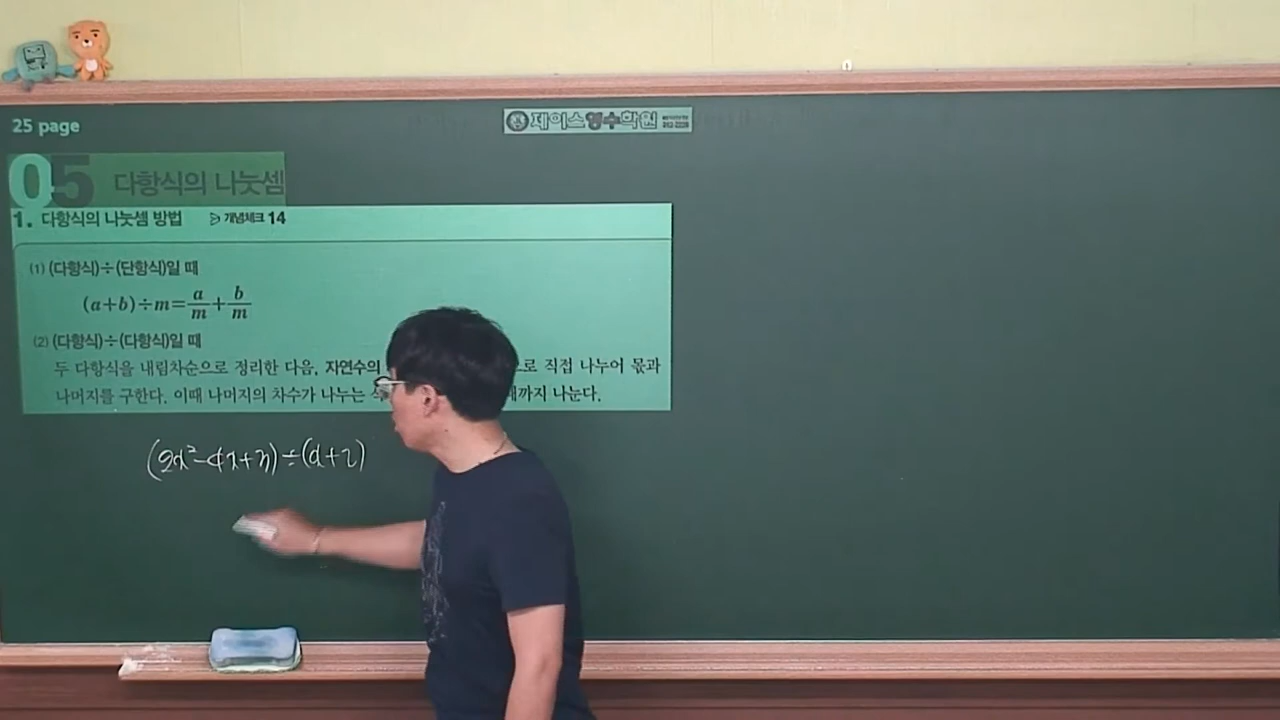 25 page
제이스영수학원
05 다항식의 나눗셈
1. 다항식의 나눗셈 방법 개념체크 14
(1) (다항식)÷(단항식)일 때
(a+b)÷m=a/m+b/m
(2) (다항식)÷(다항식)일 때
두 다항식을 내림차순으로 정리한 다음, 자연수의 로 직접 나누어 몫과
나머지를 구한다. 이때 나머지의 차수가 나누는 까지 나눈다.